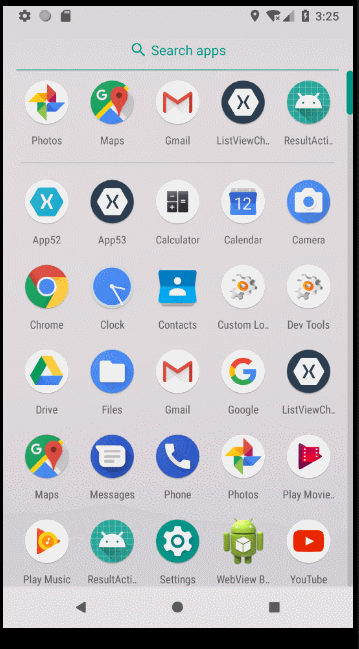 3:25
Search apps
Photos Maps Gmail ListViewCh.. ResultActi..
App52 App53 Calculator 12 Calendar Camera
Chrome Clock Contacts Custom Lo.. Dev Tools
Drive Files Gmail Google ListViewCh..
Maps Messages Phone Photos Play Movie..
Play Music ResultActi.. Settings WebView B.. YouTube